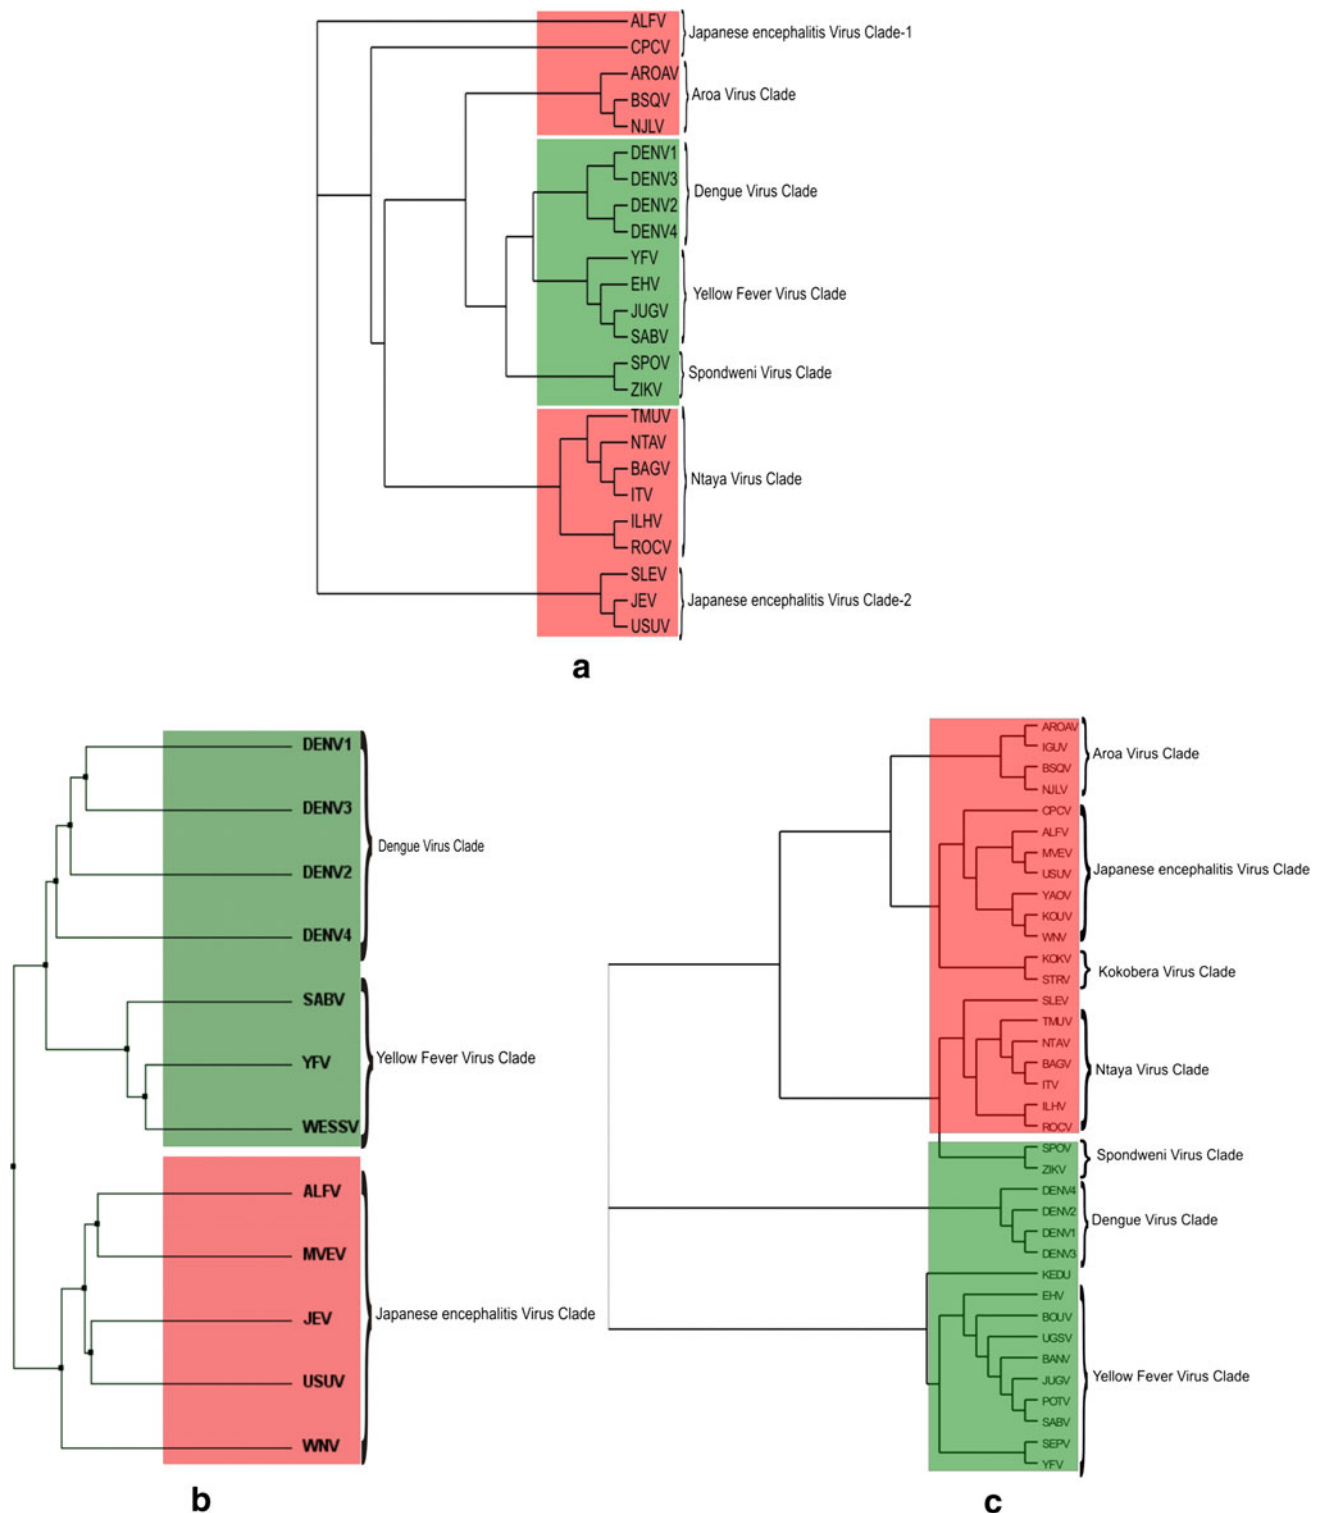 ALFV
CPCV
Japanese encephalitis Virus Clade-1
AROAV
BSQV
NJLV
Aroa Virus Clade
DENV1
DENV3
DENV2
DENV4
Dengue Virus Clade
YFV
EHV
JUGV
SABV
Yellow Fever Virus Clade
SPOV
ZIKV
Spondweni Virus Clade
TMUV
NTAV
BAGV
ITV
ILHV
ROCV
Ntaya Virus Clade
SLEV
JEV
USUV
Japanese encephalitis Virus Clade-2
a
DENV1
DENV3
DENV2
DENV4
Dengue Virus Clade
SABV
YFV
WESSV
Yellow Fever Virus Clade
ALFV
MVEV
JEV
USUV
WNV
Japanese encephalitis Virus Clade
b
AROAV
IGUV
BSQV
NJLV
Aroa Virus Clade
CPCV
ALFV
MVEV
USUV
YAOV
KOUV
WNV
Japanese encephalitis Virus Clade
KOKV
STRV
Kokobera Virus Clade
SLEV
TMUV
NTAV
BAGV
ITV
ILHV
ROCV
Ntaya Virus Clade
SPOV
ZIKV
Spondweni Virus Clade
DENV4
DENV2
DENV1
DENV3
Dengue Virus Clade
KEDU
EHV
BOUV
UGSV
BANV
JUGV
POTV
SABV
SEPV
YFV
Yellow Fever Virus Clade
c